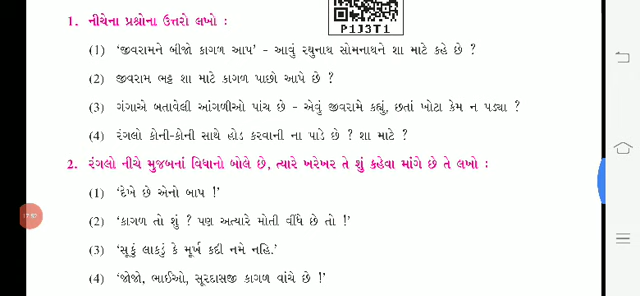 P1J3T1
1. નીચેના પ્રશ્નોના ઉત્તરો લખો :
(1) ‘જીવરામને બીજો કાગળ આપ' - આવું રઘુનાથ સોમનાથને શા માટે કહે છે ?
(2) જીવરામ ભટ્ટ શા માટે કાગળ પાછો આપે છે ?
(3) ગંગાએ બતાવેલી આંગળીઓ પાંચ છે - એવું જીવરામે કહ્યું, છતાં ખોટા કેમ ન પડ્યા ?
(4) રંગલો કોની-કોની સાથે હોડ કરવાની ના પાડે છે ? શા માટે ?
2. રંગલો નીચે મુજબનાં વિધાનો બોલે છે, ત્યારે ખરેખર તે શું કહેવા માંગે છે તે લખો :
(1) ‘દેખે છે એનો બાપ !'
(2) ‘કાગળ તો શું ? પણ અત્યારે મોતી વીંધે છે તો !'
(3) ‘સૂકું લાકડું કે મૂર્ખ કદી નમે નહિ.'
(4) ‘જોજો, ભાઈઓ, સૂરદાસજી કાગળ વાંચે છે !'